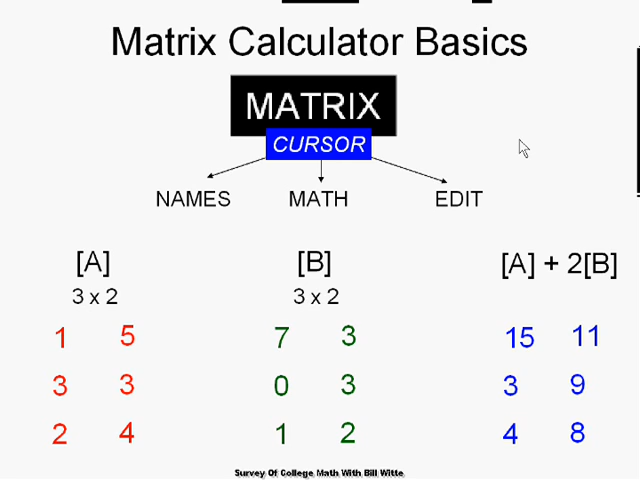 Matrix Calculator Basics
MATRIX
CURSOR
NAMES MATH EDIT
[A] [B] [A] + 2[B]
3 x 2 3 x 2
1 5 7 3 15 11
3 3 0 3 3 9
2 4 1 2 4 8
Survey Of College Math With Bill Witte